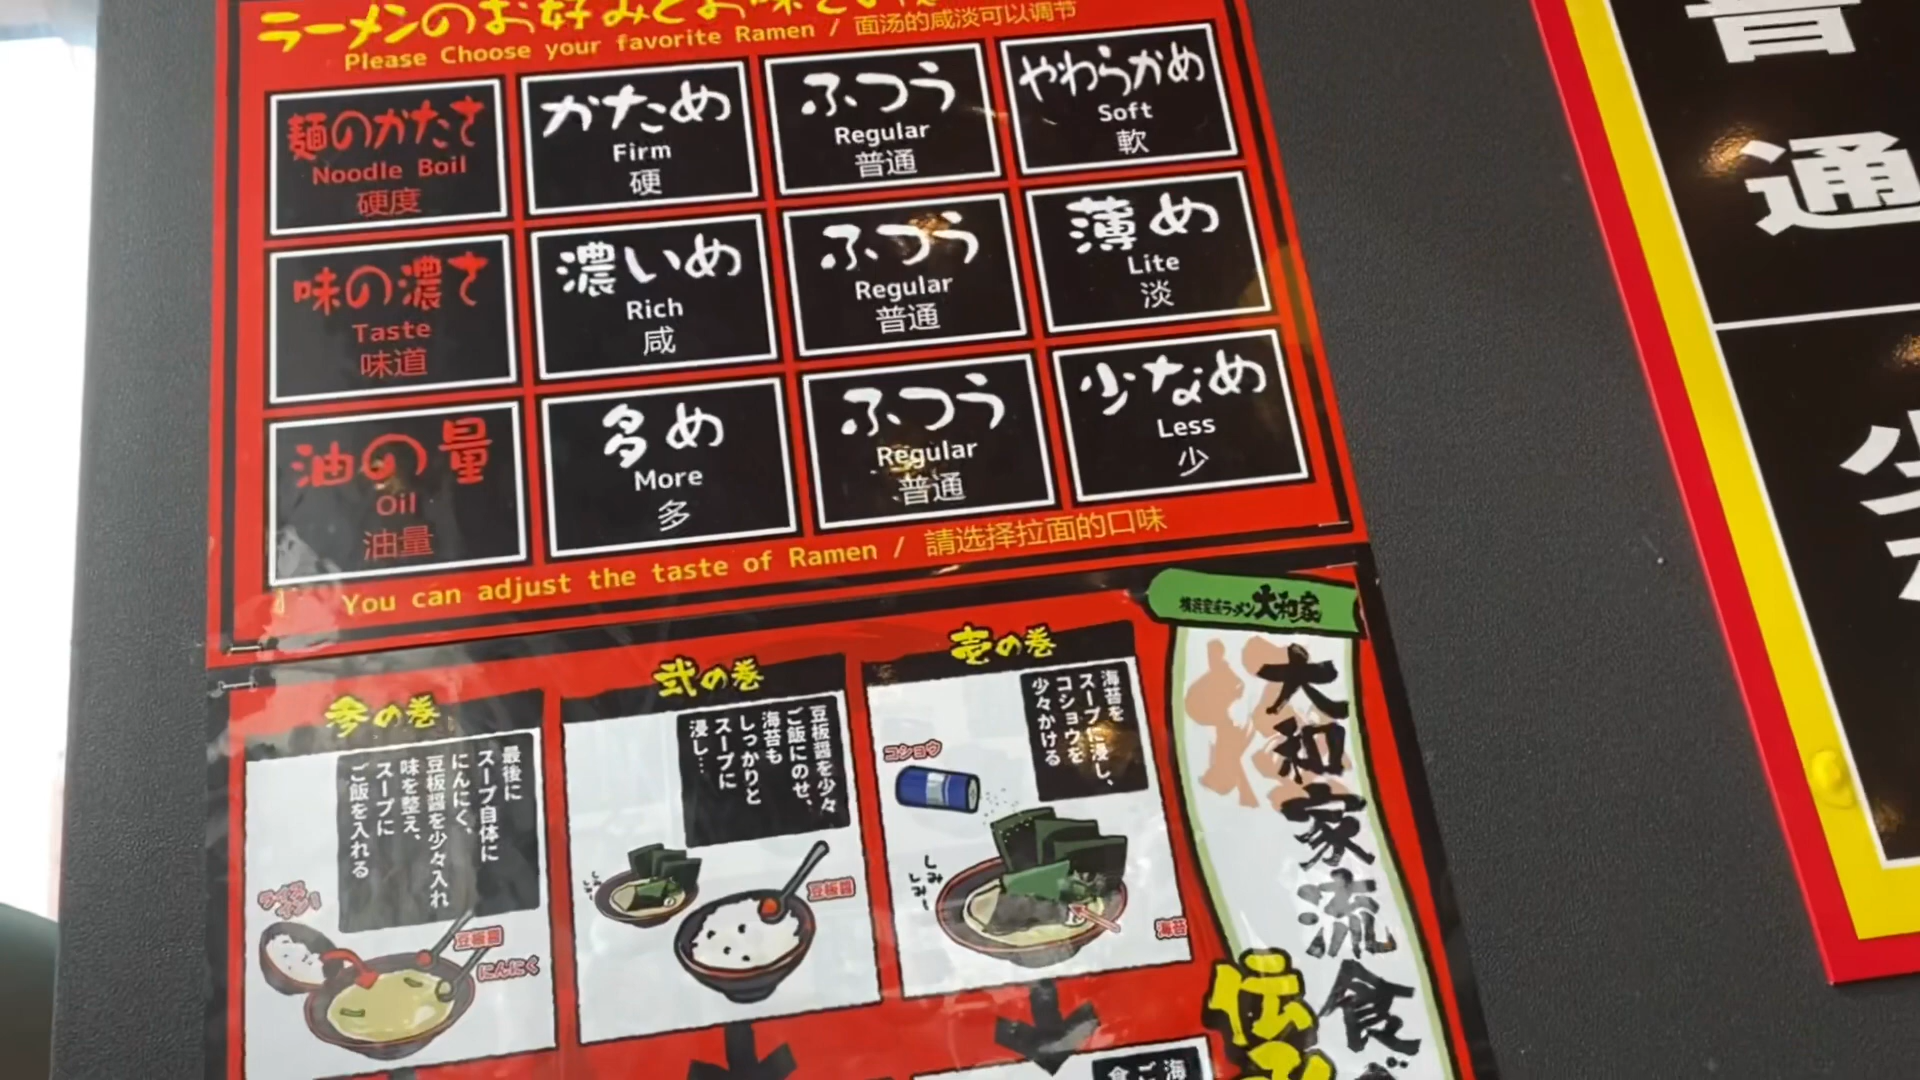 ラーメンのお好み
Please Choose your favorite Ramen / 面汤的咸淡可以调节
麺のかたさ
Noodle Boil
硬度
かため
Firm
硬
ふつう
Regular
普通
やわらかめ
Soft
軟
味の濃さ
Taste
味道
濃いめ
Rich
咸
ふつう
Regular
普通
薄め
Lite
淡
油の量
Oil
油量
多め
More
多
ふつう
Regular
普通
少なめ
Less
少
You can adjust the taste of Ramen / 請选择拉面的口味
横浜家系ラーメン大和家
大和家流食
伝
壱の巻
海苔を
スープに浸し、
コショウを
少々かける
コショウ
しみ
しみ〜
海苔
弐の巻
豆板醤を少々
ご飯にのせ、
海苔も
しっかりと
スープに
浸し…
豆板醤
参の巻
最後に
スープ自体に
にんにく、
豆板醤を少々入れ
味を整え、
スープに
ご飯を入れる
豆板醤
にんにく
普通